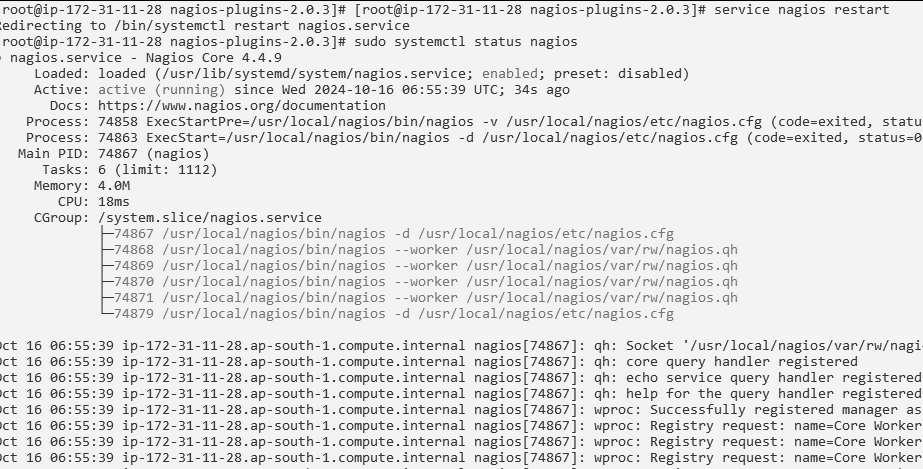 root@ip-172-31-11-28 nagios-plugins-2.0.3]# [root@ip-172-31-11-28 nagios-plugins-2.0.3]# service nagios restart
Redirecting to /bin/systemctl restart nagios.service
root@ip-172-31-11-28 nagios-plugins-2.0.3]# sudo systemctl status nagios
nagios.service - Nagios Core 4.4.9
Loaded: loaded (/usr/lib/systemd/system/nagios.service; enabled; preset: disabled)
Active: active (running) since Wed 2024-10-16 06:55:39 UTC; 34s ago
Docs: https://www.nagios.org/documentation
Process: 74858 ExecStartPre=/usr/local/nagios/bin/nagios -v /usr/local/nagios/etc/nagios.cfg (code=exited, statu
Process: 74863 ExecStart=/usr/local/nagios/bin/nagios -d /usr/local/nagios/etc/nagios.cfg (code=exited, status=0
Main PID: 74867 (nagios)
Tasks: 6 (limit: 1112)
Memory: 4.0M
CPU: 18ms
CGroup: /system.slice/nagios.service
├─74867 /usr/local/nagios/bin/nagios -d /usr/local/nagios/etc/nagios.cfg
├─74868 /usr/local/nagios/bin/nagios --worker /usr/local/nagios/var/rw/nagios.qh
├─74869 /usr/local/nagios/bin/nagios --worker /usr/local/nagios/var/rw/nagios.qh
├─74870 /usr/local/nagios/bin/nagios --worker /usr/local/nagios/var/rw/nagios.qh
├─74871 /usr/local/nagios/bin/nagios --worker /usr/local/nagios/var/rw/nagios.qh
└─74879 /usr/local/nagios/bin/nagios -d /usr/local/nagios/etc/nagios.cfg
Oct 16 06:55:39 ip-172-31-11-28.ap-south-1.compute.internal nagios[74867]: qh: Socket '/usr/local/nagios/var/rw/nagi
Oct 16 06:55:39 ip-172-31-11-28.ap-south-1.compute.internal nagios[74867]: qh: core query handler registered
Oct 16 06:55:39 ip-172-31-11-28.ap-south-1.compute.internal nagios[74867]: qh: echo service query handler registered
Oct 16 06:55:39 ip-172-31-11-28.ap-south-1.compute.internal nagios[74867]: qh: help for the query handler registered
Oct 16 06:55:39 ip-172-31-11-28.ap-south-1.compute.internal nagios[74867]: wproc: Successfully registered manager as
Oct 16 06:55:39 ip-172-31-11-28.ap-south-1.compute.internal nagios[74867]: wproc: Registry request: name=Core Worker
Oct 16 06:55:39 ip-172-31-11-28.ap-south-1.compute.internal nagios[74867]: wproc: Registry request: name=Core Worker
Oct 16 06:55:39 ip-172-31-11-28.ap-south-1.compute.internal nagios[74867]: wproc: Registry request: name=Core Worker